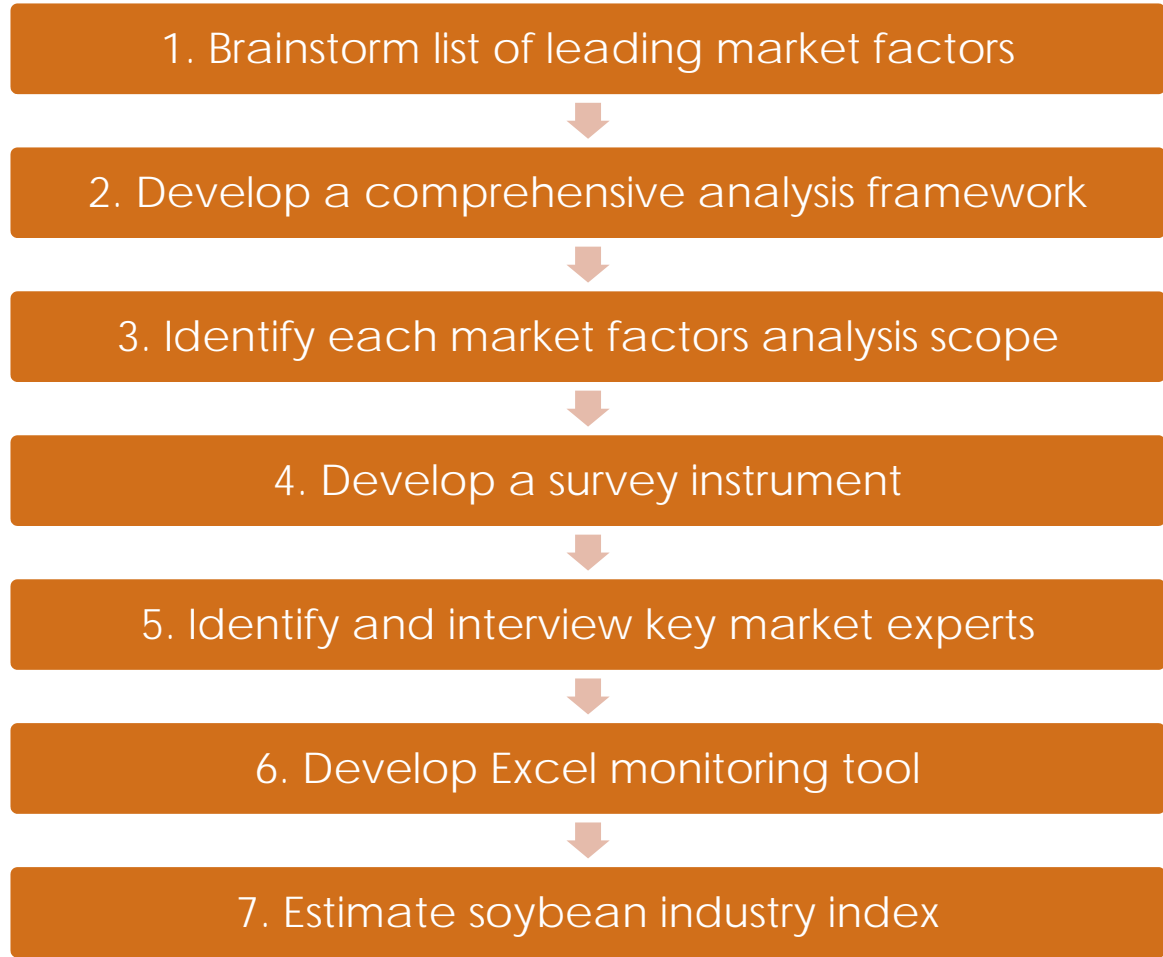 1. Brainstorm list of leading market factors
2. Develop a comprehensive analysis framework
3. Identify each market factors analysis scope
4. Develop a survey instrument
5. Identify and interview key market experts
6. Develop Excel monitoring tool
7. Estimate soybean industry index